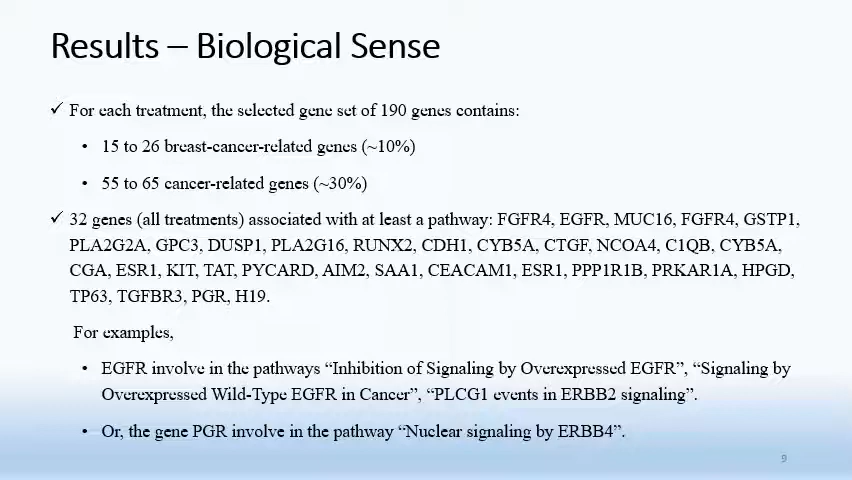 Results – Biological Sense
✓ For each treatment, the selected gene set of 190 genes contains:
• 15 to 26 breast-cancer-related genes (~10%)
• 55 to 65 cancer-related genes (~30%)
✓ 32 genes (all treatments) associated with at least a pathway: FGFR4, EGFR, MUC16, FGFR4, GSTP1,
PLA2G2A, GPC3, DUSP1, PLA2G16, RUNX2, CDH1, CYB5A, CTGF, NCOA4, C1QB, CYB5A,
CGA, ESR1, KIT, TAT, PYCARD, AIM2, SAA1, CEACAM1, ESR1, PPP1R1B, PRKAR1A, HPGD,
TP63, TGFBR3, PGR, H19.
For examples,
• EGFR involve in the pathways “Inhibition of Signaling by Overexpressed EGFR”, “Signaling by
Overexpressed Wild-Type EGFR in Cancer”, “PLCG1 events in ERBB2 signaling”.
• Or, the gene PGR involve in the pathway “Nuclear signaling by ERBB4”.
9